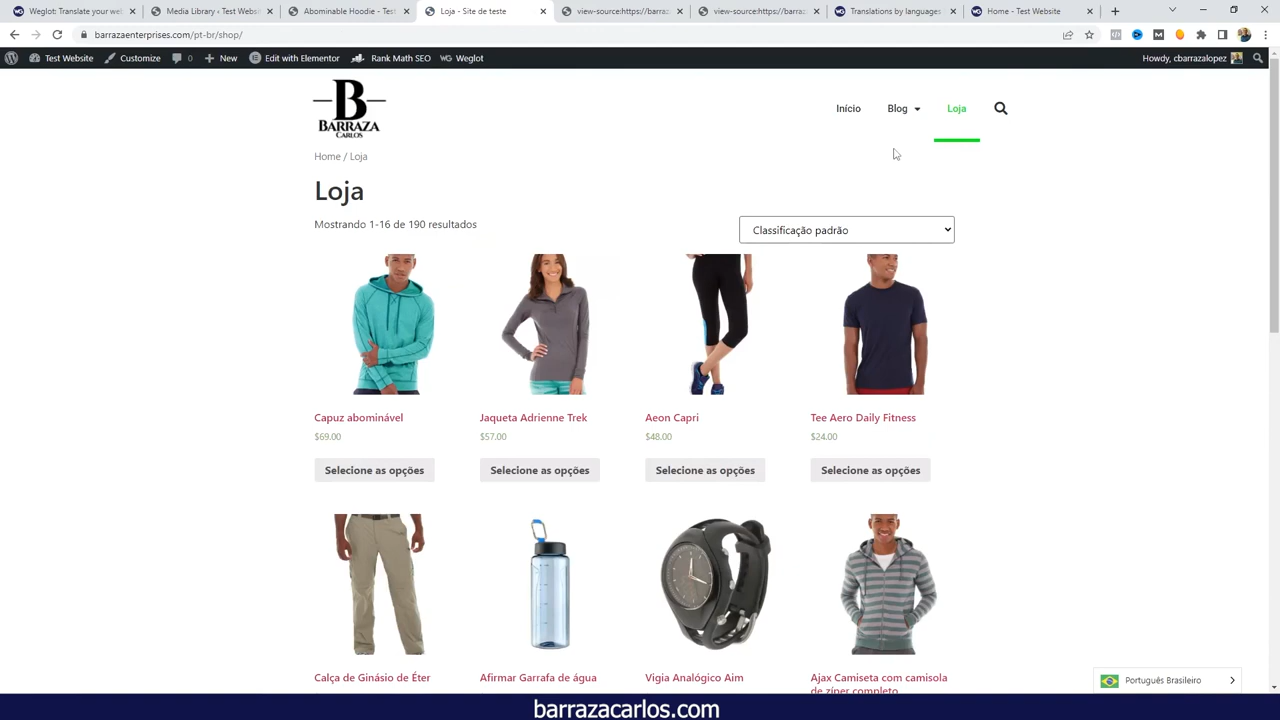 Weglot: Translate your W
Media Library ‹ Test Website
Abominable Hoodie - Test
Loja - Site de teste
view-source:https://barraz
view-source:https://barraz
Translations by languages
Home - Test Website
barrazaenterprises.com/pt-br/shop/
Test Website
Customize
0
New
Edit with Elementor
Rank Math SEO
WG Weglot
Howdy, cbarrazalopez
B
BARRAZA
CARLOS
Início
Blog
Loja
Home / Loja
Loja
Mostrando 1-16 de 190 resultados
Classificação padrão
Capuz abominável
Jaqueta Adrienne Trek
Aeon Capri
Tee Aero Daily Fitness
$69.00
$57.00
$48.00
$24.00
Selecione as opções
Selecione as opções
Selecione as opções
Selecione as opções
Calça de Ginásio de Éter
Afirmar Garrafa de água
Vigia Analógico Aim
Ajax Camiseta com camisola
de zíper completo
Português Brasileiro
barrazacarlos.com